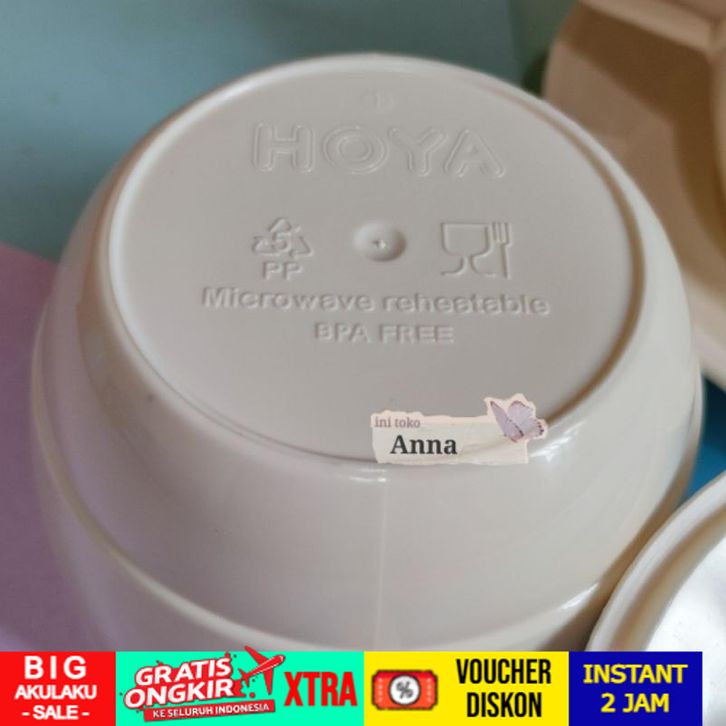 HOYA
5
PP
Microwave reheatable
BPA FREE
ini toko
Anna
BIG
AKULAKU
- SALE -
GRATIS
ONGKIR
KE SELURUH INDONESIA
XTRA
%
VOUCHER
DISKON
INSTANT
2 JAM